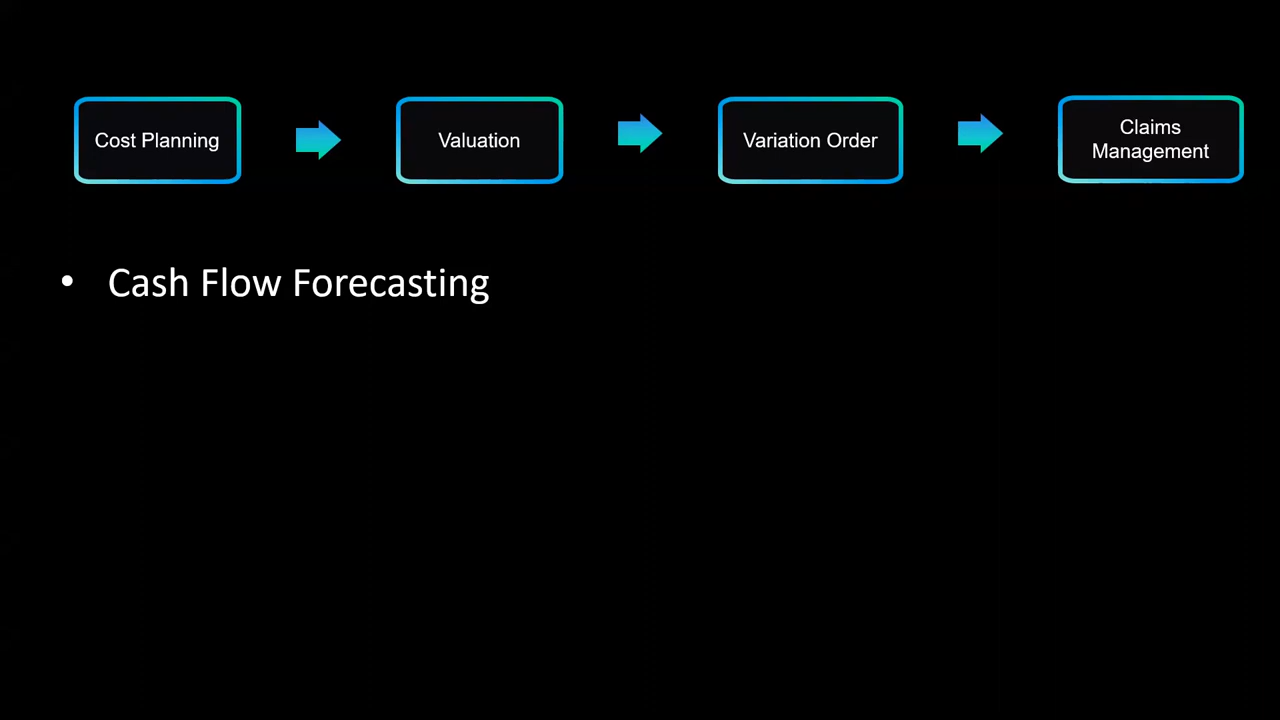 Cost Planning
Valuation
Variation Order
Claims
Management
• Cash Flow Forecasting